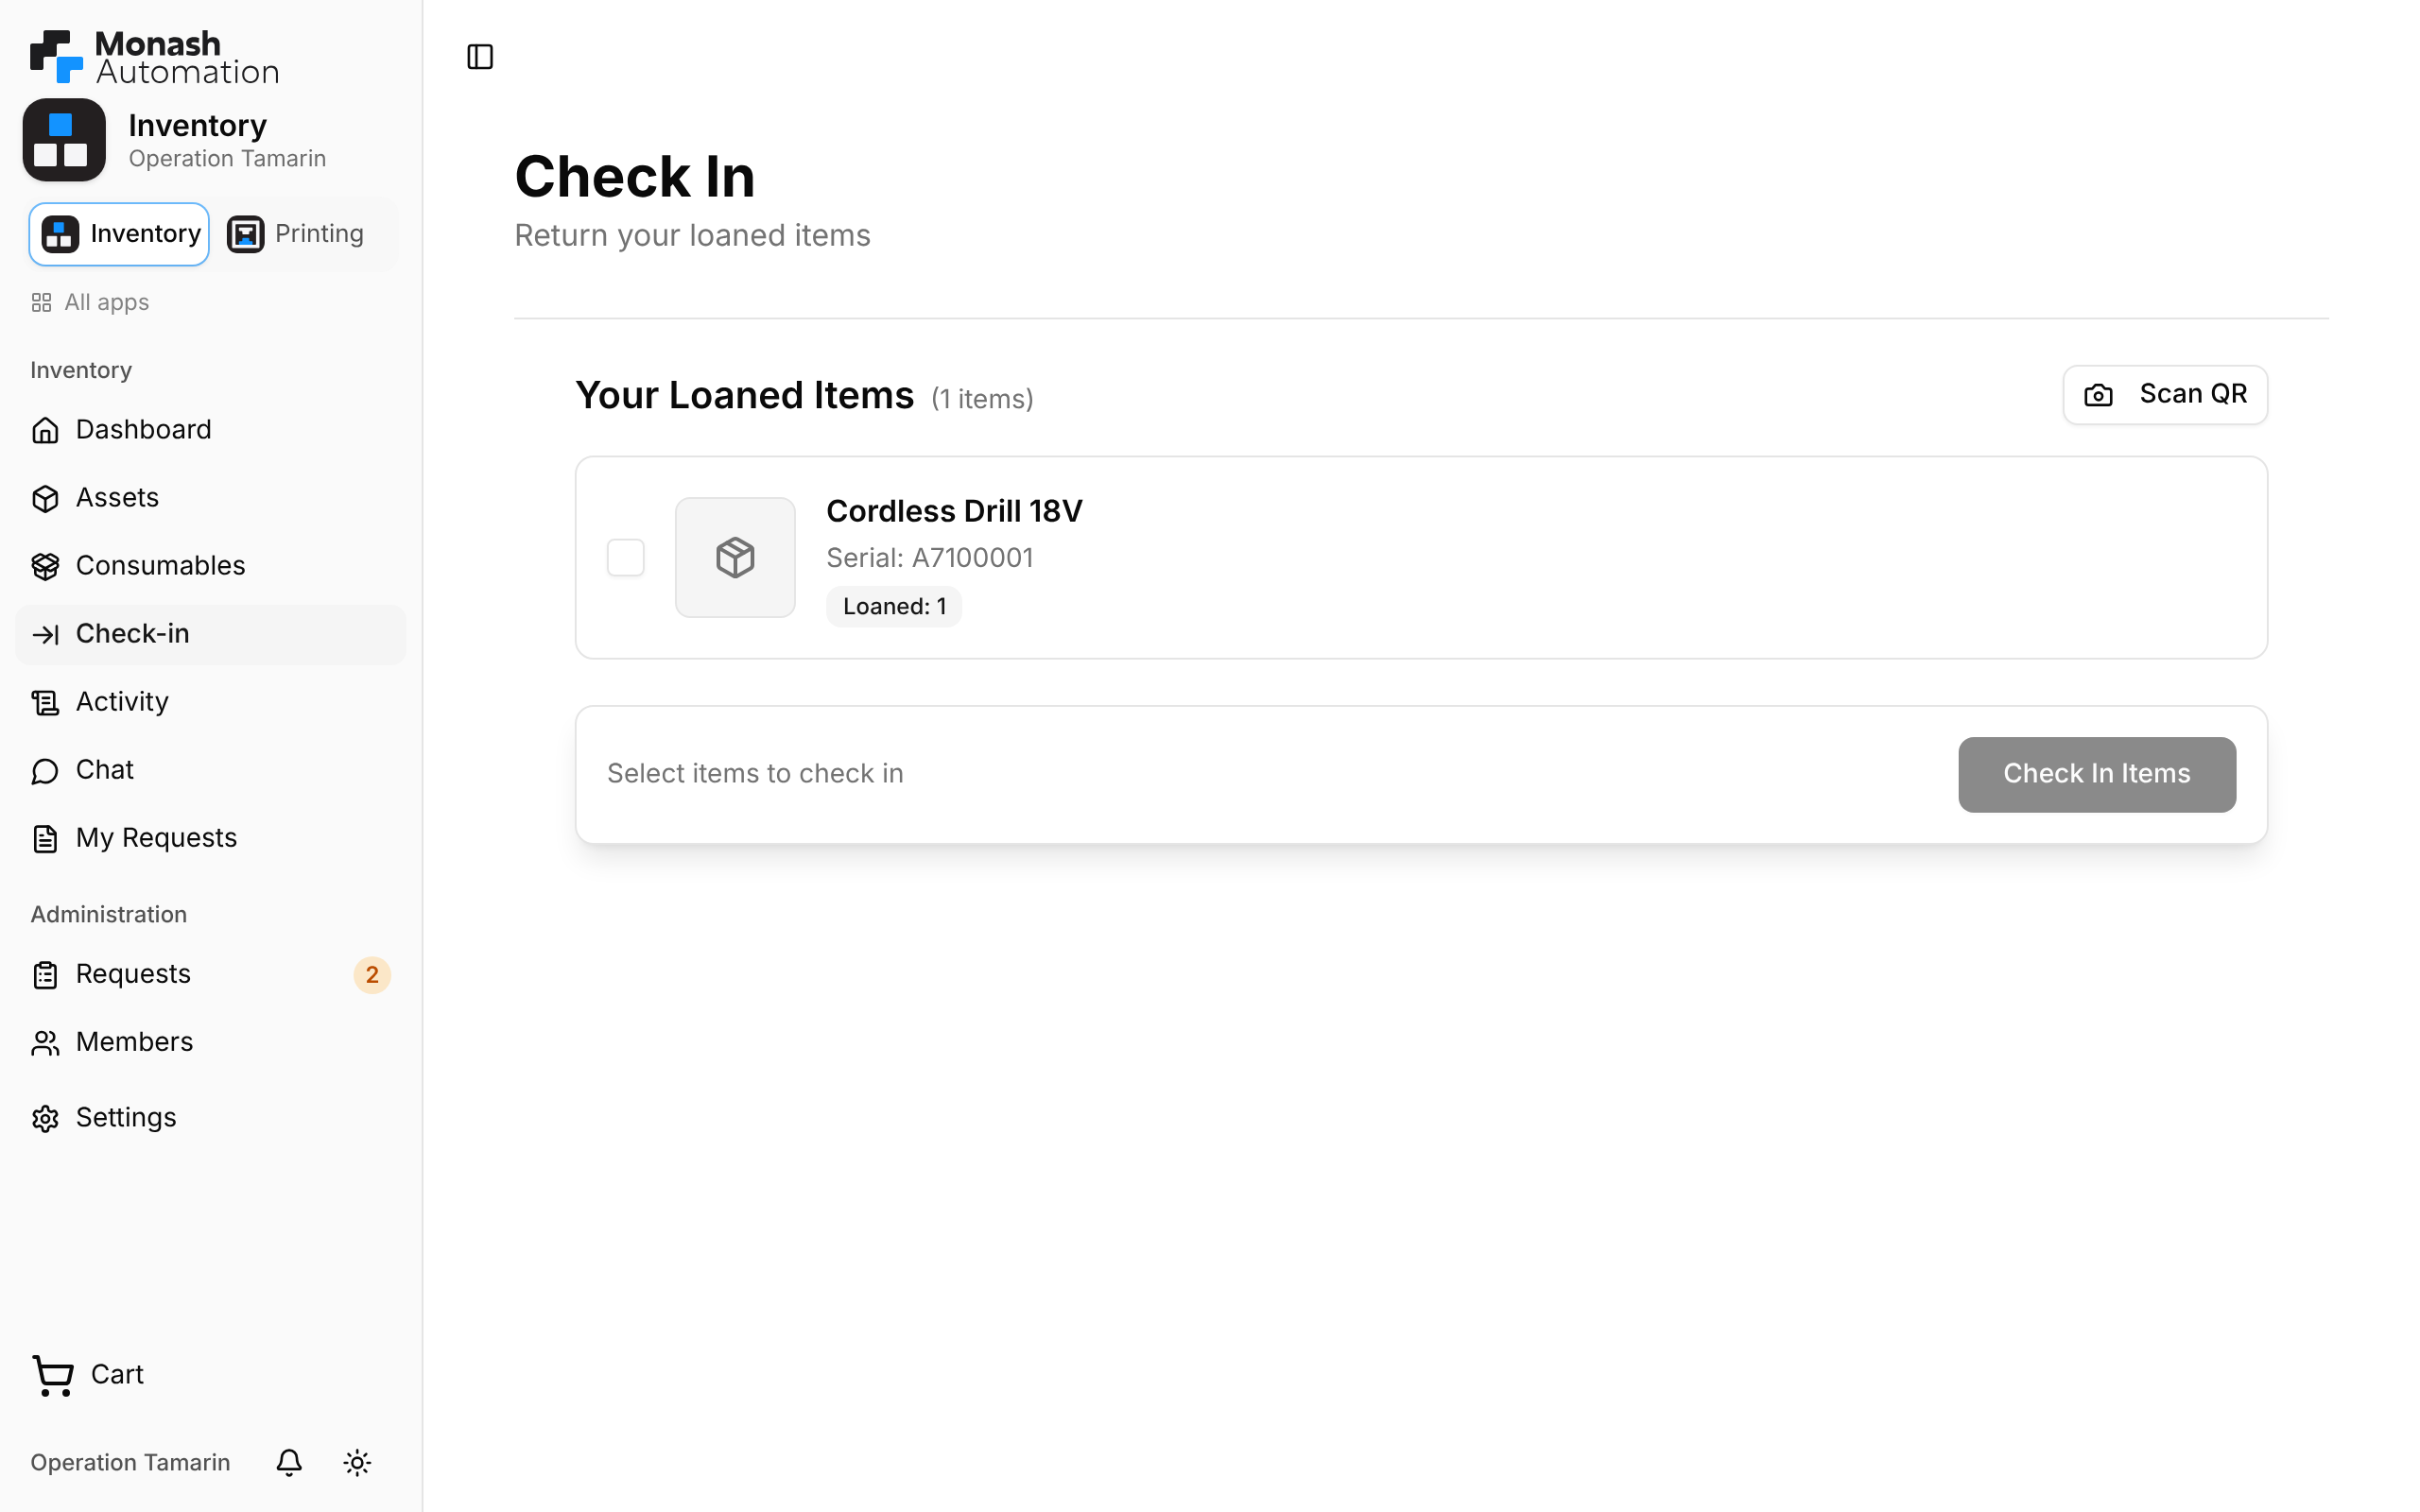 Monash
Automation
Inventory
Operation Tamarin
Inventory
Printing
All apps
Inventory
Dashboard
Assets
Consumables
Check-in
Activity
Chat
My Requests
Administration
Requests
2
Members
Settings
Cart
Operation Tamarin
Check In
Return your loaned items
Your Loaned Items (1 items)
Scan QR
Cordless Drill 18V
Serial: A7100001
Loaned: 1
Select items to check in
Check In Items